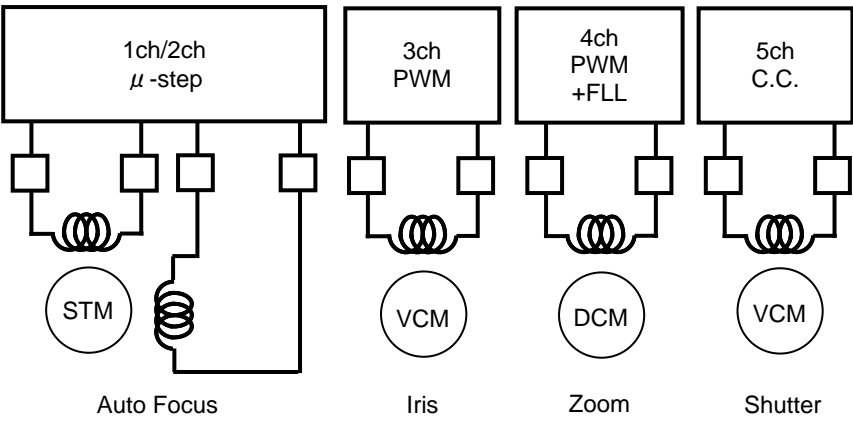 1ch/2ch
μ-step
3ch
PWM
4ch
PWM
+FLL
5ch
C.C.
STM
VCM
DCM
VCM
Auto Focus
Iris
Zoom
Shutter